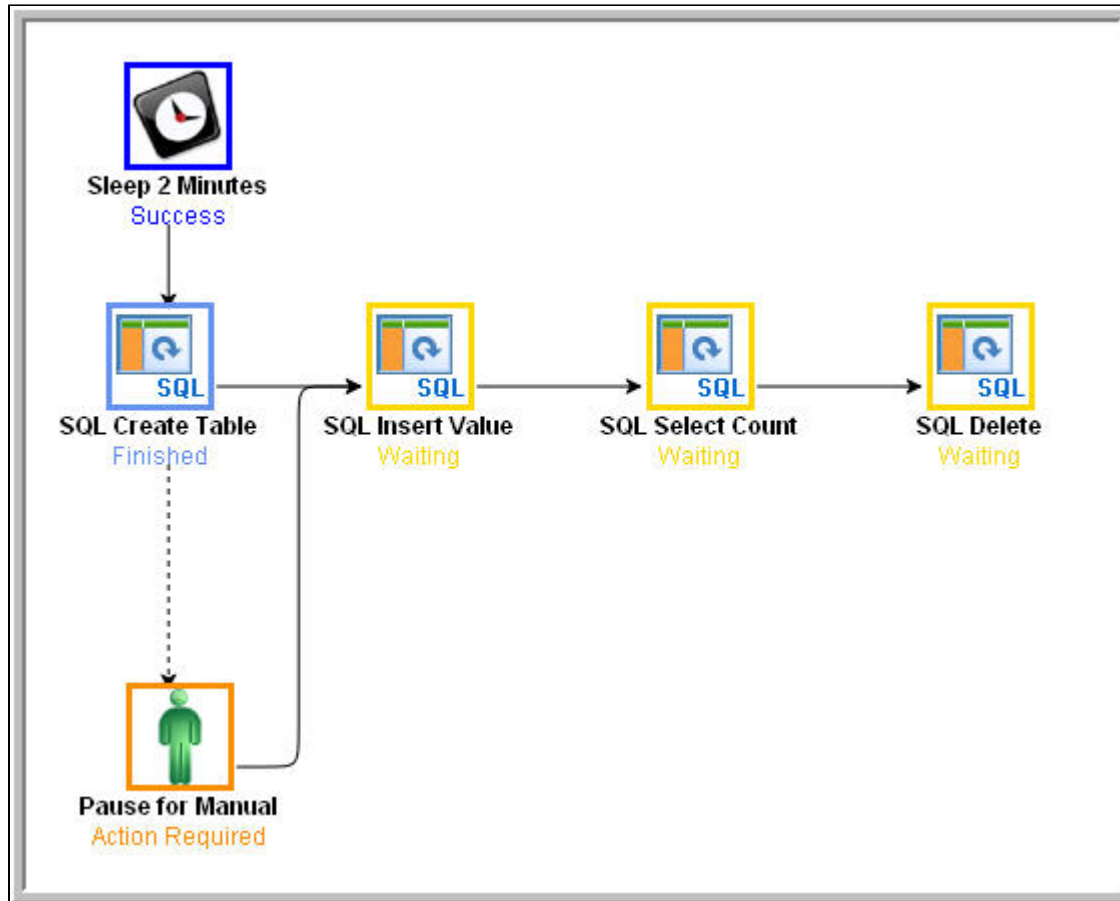 Sleep 2 Minutes
Success
SQL SQL SQL SQL
SQL Create Table SQL Insert Value SQL Select Count SQL Delete
Finished Waiting Waiting Waiting
Pause for Manual
Action Required